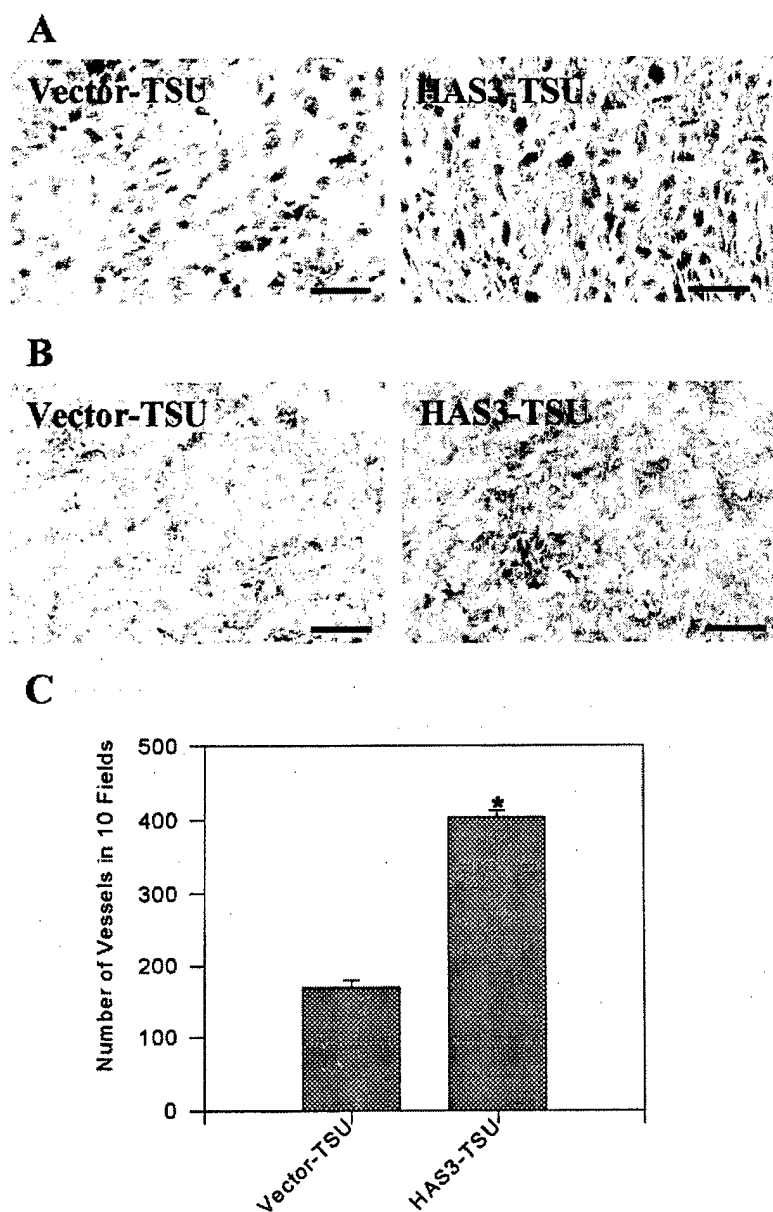 A
Vector-TSU
HAS3-TSU
B
Vector-TSU
HAS3-TSU
C
Number of Vessels in 10 Fields
500
400
300
200
100
0
*
Vector-TSU
HAS3-TSU